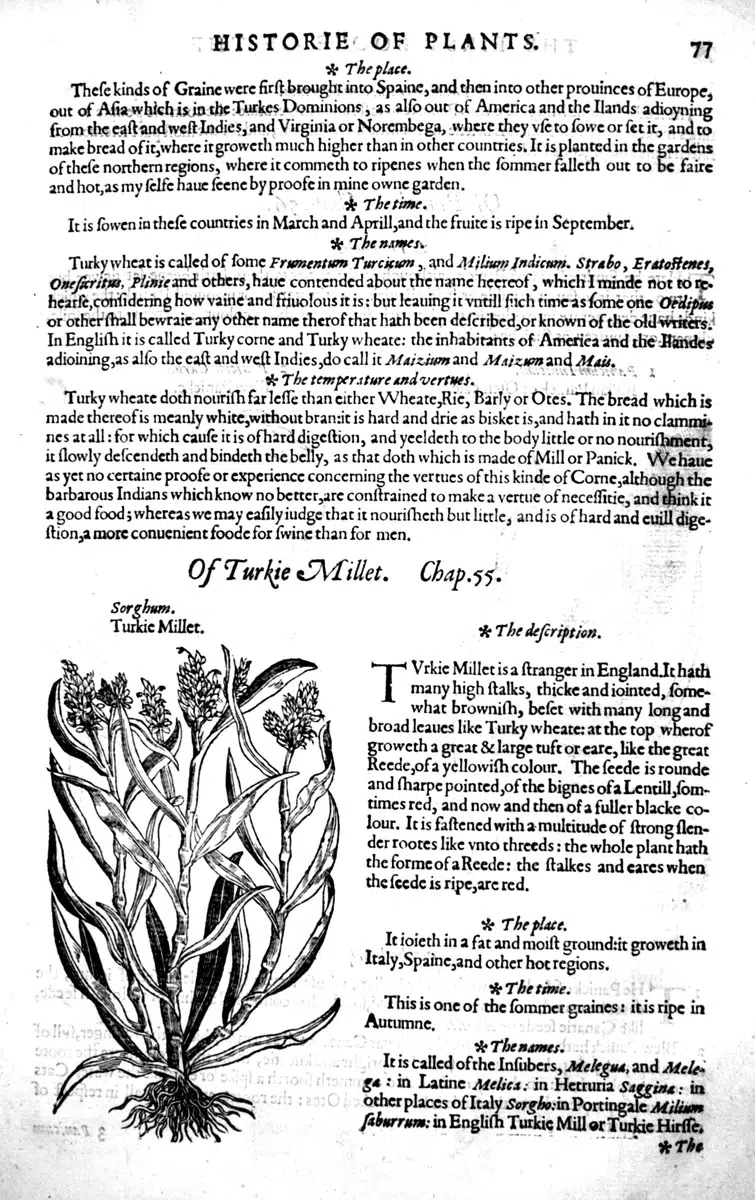 HISTORIE OF PLANTS. 77
* The place.
Theſe kinds of Graine were firſt brought into Spaine, and then into other prouinces of Europe,
out of Aſia which is in the Turkes Dominions, as alſo out of America and the Ilands adioyning
from the eaſt and weſt Indies, and Virginia or Norembega, where they vſe to ſowe or ſet it, and to
make bread of it, where it groweth much higher than in other countries. It is planted in the gardens
of theſe northern regions, where it commeth to ripenes when the ſommer falleth out to be faire
and hot, as my ſelfe haue ſeene by proofe in mine owne garden.
* The time.
It is ſowen in theſe countries in March and Aprill, and the fruite is ripe in September.
* The names.
Turky wheat is called of ſome Frumentum Turcicum, and Milium Indicum. Strabo, Eratoſtenes,
Oneſicritus, Plinie and others, haue contended about the name heereof, which I minde not to re-
hearſe, conſidering how vaine and friuolous it is: but leauing it vntill ſuch time as ſome one Oedipus
or other ſhall bewraie any other name therof that hath been deſcribed, or known of the old writers.
In Engliſh it is called Turky corne and Turky wheate: the inhabitants of America and the Ilandes
adioining, as alſo the eaſt and weſt Indies, do call it Maizium and Maizum and Mais.
* The temperature and vertues.
Turky wheate doth nouriſh far leſſe than either Wheate, Rie, Barly or Otes. The bread which is
made thereof is meanly white, without bran: it is hard and drie as bisket is, and hath in it no clammi-
nes at all: for which cauſe it is of hard digeſtion, and yeeldeth to the body little or no nouriſhment,
it ſlowly deſcendeth and bindeth the belly, as that doth which is made of Mill or Panick. We haue
as yet no certaine proofe or experience concerning the vertues of this kinde of Corne, although the
barbarous Indians which know no better, are conſtrained to make a vertue of neceſſitie, and think it
a good food; whereas we may eaſily iudge that it nouriſheth but little, and is of hard and euill dige-
ſtion, a more conuenient foode for ſwine than for men.
Of Turkie Millet. Chap. 55.
Sorghum.
Turkie Millet.
* The deſcription.
TVrkie Millet is a ſtranger in England. It hath
many high ſtalks, thicke and iointed, ſome-
what browniſh, beſet with many long and
broad leaues like Turky wheate: at the top wherof
groweth a great & large tuft or eare, like the great
Reede, of a yellowiſh colour. The ſeede is rounde
and ſharpe pointed, of the bignes of a Lentill, ſom-
times red, and now and then of a fuller blacke co-
lour. It is faſtened with a multitude of ſtrong ſlen-
der rootes like vnto threeds: the whole plant hath
the forme of a Reede: the ſtalkes and eares when
the ſeede is ripe, are red.
* The place.
It ioieth in a fat and moiſt ground: it groweth in
Italy, Spaine, and other hot regions.
* The time.
This is one of the ſommer graines: it is ripe in
Autumne.
* The names.
It is called of the Inſubers, Melegua, and Mele-
ga: in Latine Melica: in Hetruria Saggina: in
other places of Italy Sorgho: in Portingale Milium
ſaburrum: in Engliſh Turkie Mill or Turkie Hirſſe.
* The